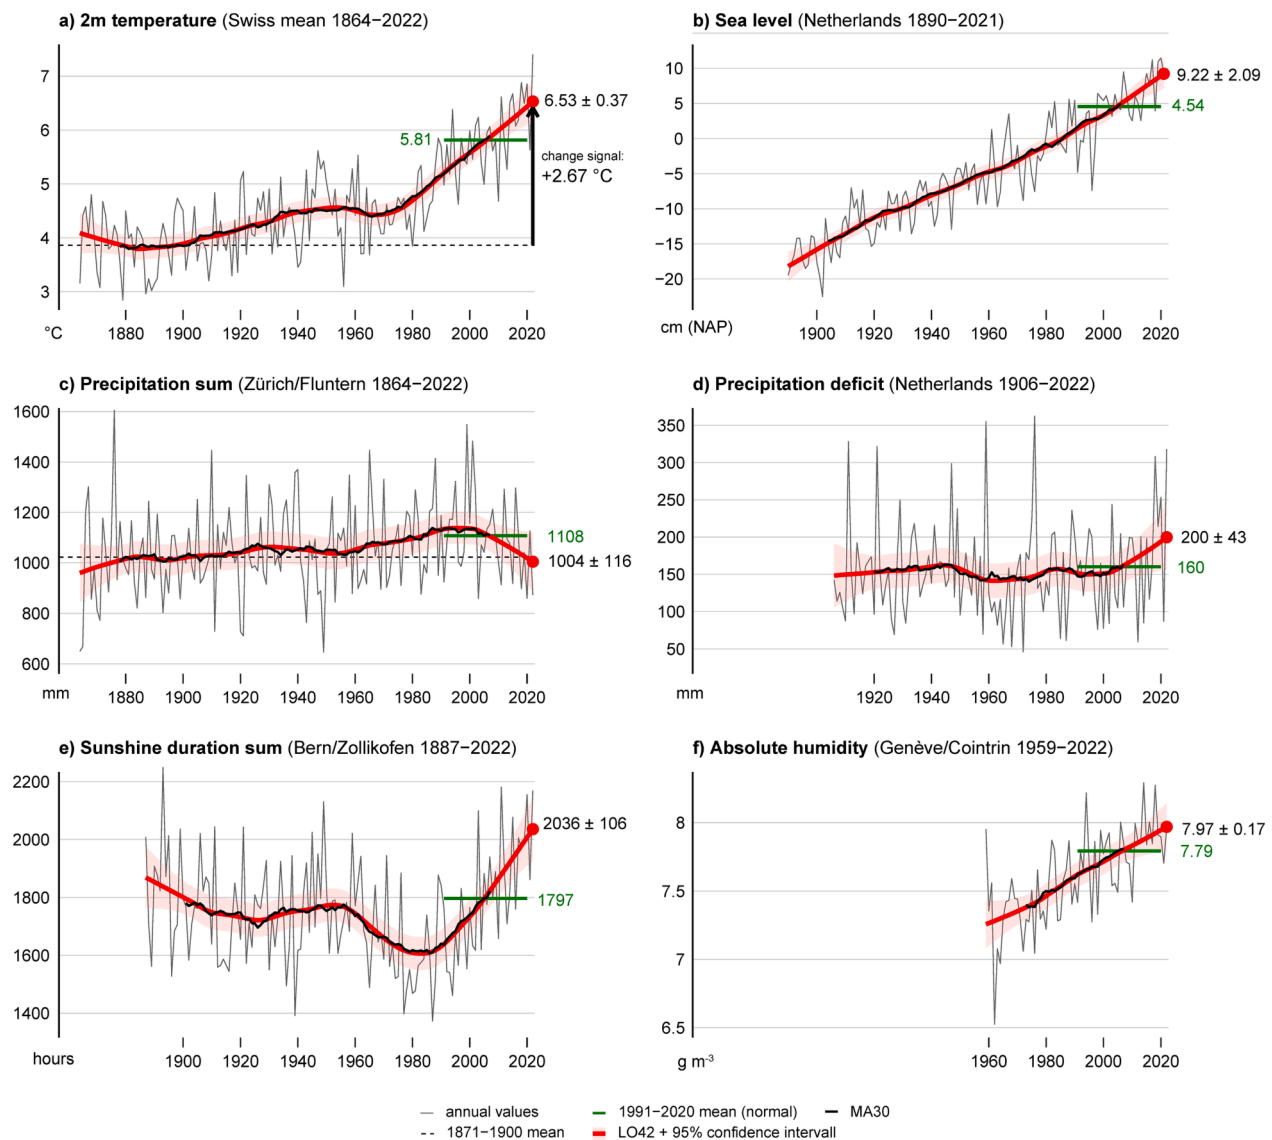 a) 2m temperature (Swiss mean 1864−2022)
7
6
5
4
3
°C
1880 1900 1920 1940 1960 1980 2000 2020
5.81
6.53 ± 0.37
change signal:
+2.67 °C
b) Sea level (Netherlands 1890−2021)
10
5
0
−5
−10
−15
−20
cm (NAP)
1900 1920 1940 1960 1980 2000 2020
9.22 ± 2.09
4.54
c) Precipitation sum (Zürich/Fluntern 1864−2022)
1600
1400
1200
1000
800
600
mm
1880 1900 1920 1940 1960 1980 2000 2020
1108
1004 ± 116
d) Precipitation deficit (Netherlands 1906−2022)
350
300
250
200
150
100
50
mm
1920 1940 1960 1980 2000 2020
200 ± 43
160
e) Sunshine duration sum (Bern/Zollikofen 1887−2022)
2200
2000
1800
1600
1400
hours
1900 1920 1940 1960 1980 2000 2020
2036 ± 106
1797
f) Absolute humidity (Genève/Cointrin 1959−2022)
8
7.5
7
6.5
g m⁻³
1960 1980 2000 2020
7.97 ± 0.17
7.79
annual values
1991−2020 mean (normal)
MA30
1871−1900 mean
LO42 + 95% confidence intervall